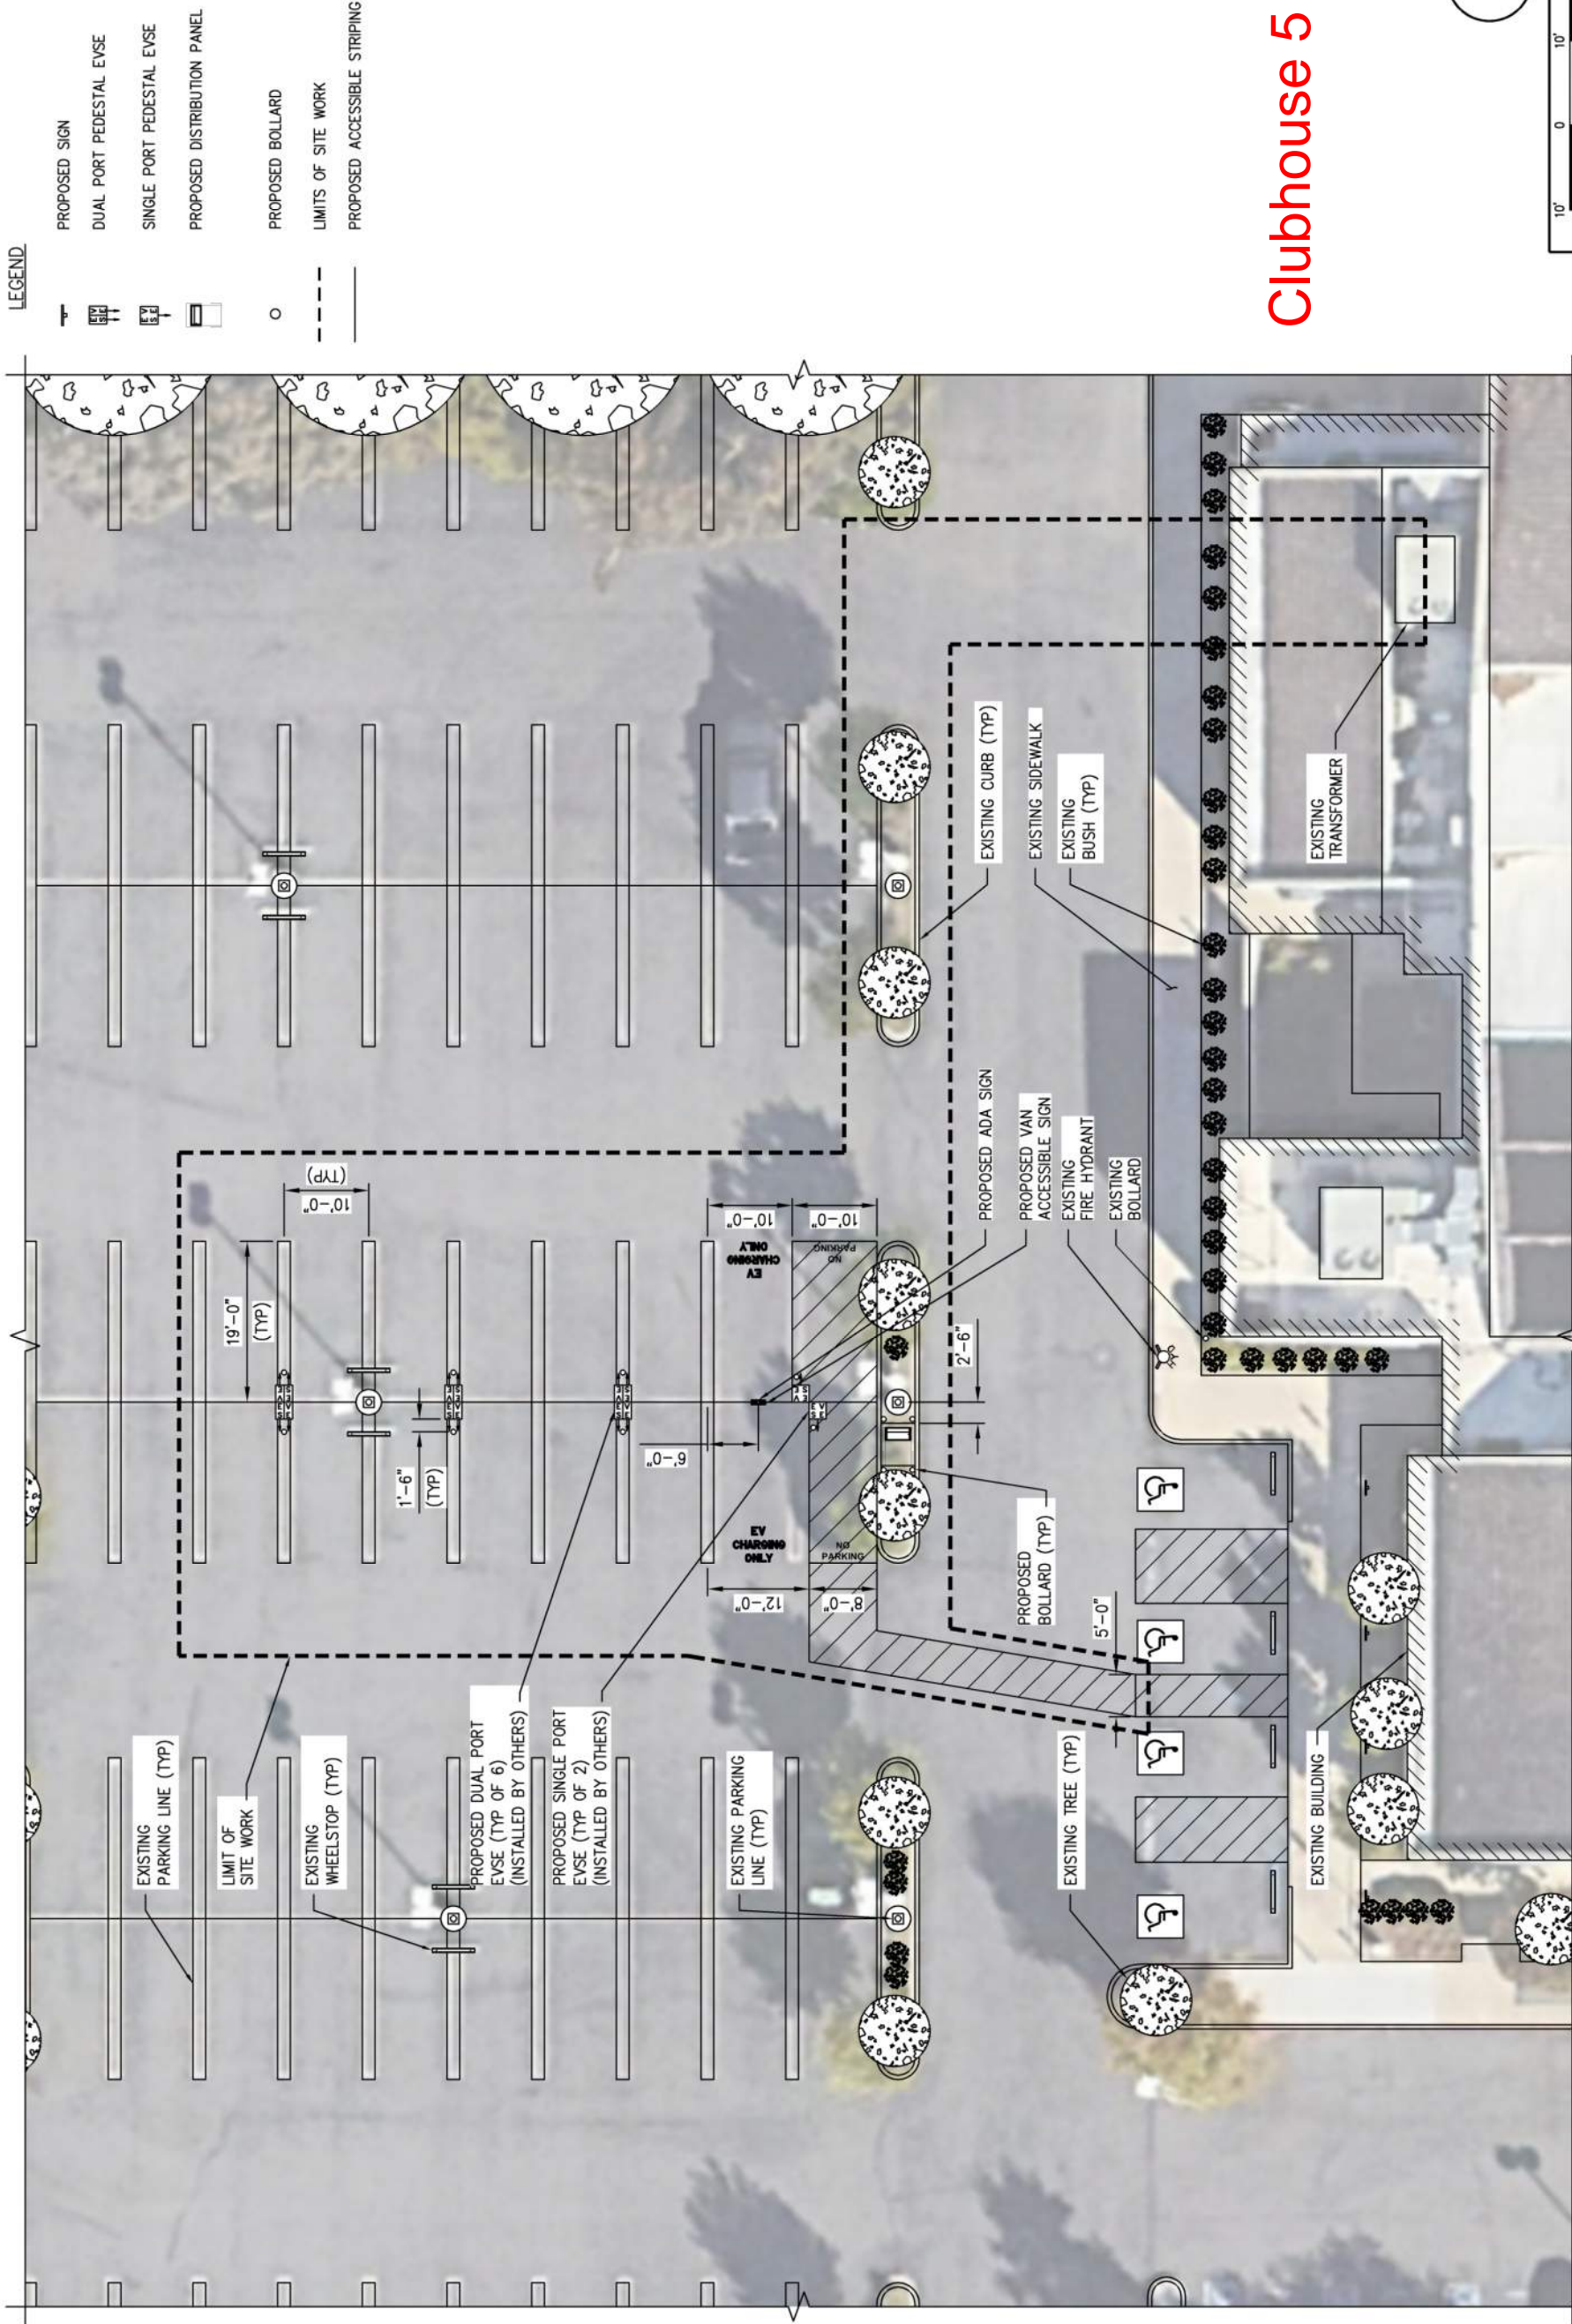 LEGEND
PROPOSED SIGN
DUAL PORT PEDESTAL EVSE
SINGLE PORT PEDESTAL EVSE
PROPOSED DISTRIBUTION PANEL
PROPOSED BOLLARD
LIMITS OF SITE WORK
PROPOSED ACCESSIBLE STRIPING
Clubhouse 5
10'
0
10'
EXISTING
PARKING LINE (TYP)
LIMIT OF
SITE WORK
EXISTING
WHEELSTOP (TYP)
PROPOSED DUAL PORT
EVSE (TYP OF 6)
(INSTALLED BY OTHERS)
PROPOSED SINGLE PORT
EVSE (TYP OF 2)
(INSTALLED BY OTHERS)
EXISTING PARKING
LINE (TYP)
EXISTING TREE (TYP)
EXISTING BUILDING
19'-0"
(TYP)
10'-0"
(TYP)
1'-6"
(TYP)
6'-0"
10'-0"
10'-0"
12'-0"
8'-0"
2'-6"
5'-0"
EV
CHARGING
ONLY
NO
PARKING
EV
CHARGING
ONLY
NO
PARKING
PROPOSED
BOLLARD (TYP)
PROPOSED ADA SIGN
PROPOSED VAN
ACCESSIBLE SIGN
EXISTING
FIRE HYDRANT
EXISTING
BOLLARD
EXISTING CURB (TYP)
EXISTING SIDEWALK
EXISTING
BUSH (TYP)
EXISTING
TRANSFORMER